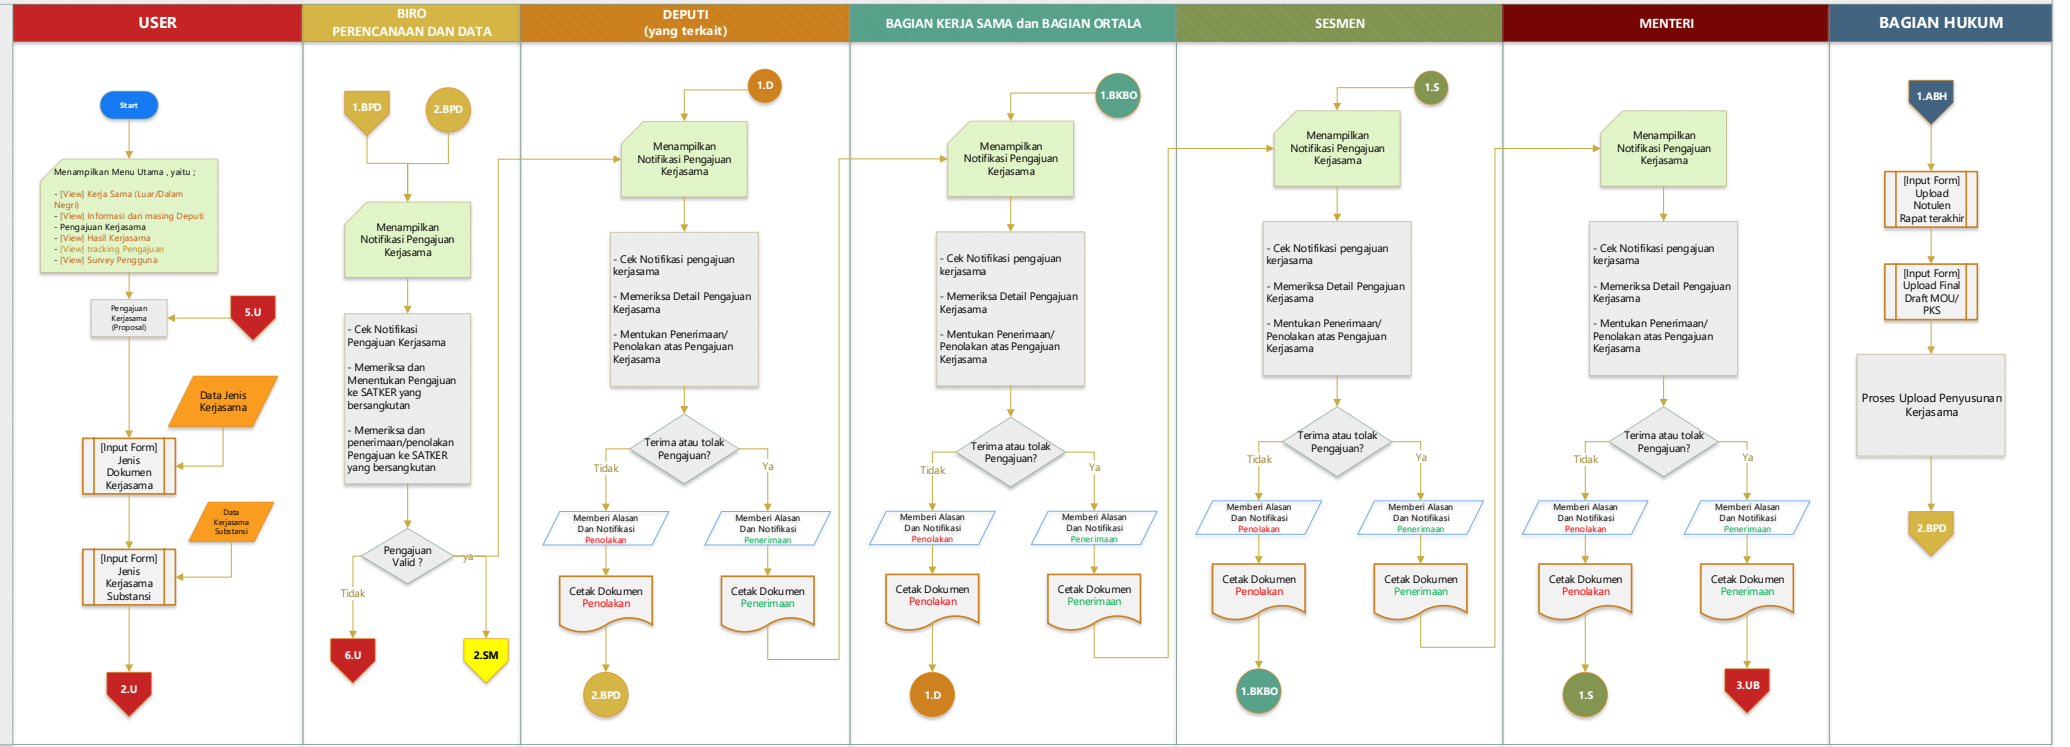 USER
Start
Menampilkan Menu Utama , yaitu ;
- [View] Kerja Sama (Luar/Dalam
Negri)
- [View] Informasi dari masing Deputi
- Pengajuan Kerjasama
- [View] Hasil Kerjasama
- [View] tracking Pengajuan
- [View] Survey Pengguna
Pengajuan
Kerjasama
(Proposal)
5.U
Data Jenis
Kerjasama
[Input Form]
Jenis
Dokumen
Kerjasama
Data
Kerjasama
Substansi
[Input Form]
Jenis
Kerjasama
Substansi
2.U
BIRO
PERENCANAAN DAN DATA
1.BPD
2.BPD
Menampilkan
Notifikasi Pengajuan
Kerjasama
- Cek Notifikasi
Pengajuan Kerjasama
- Memeriksa dan
Menentukan Pengajuan
ke SATKER yang
bersangkutan
- Memeriksa dan
penerimaan/penolakan
Pengajuan ke SATKER
yang bersangkutan
Pengajuan
Valid ?
ya
Tidak
6.U
2.SM
DEPUTI
(yang terkait)
1.D
Menampilkan
Notifikasi Pengajuan
Kerjasama
- Cek Notifikasi pengajuan
kerjasama
- Memeriksa Detail Pengajuan
Kerjasama
- Mentukan Penerimaan/
Penolakan atas Pengajuan
Kerjasama
Terima atau tolak
Pengajuan?
Tidak
Ya
Memberi Alasan
Dan Notifikasi
Penolakan
Memberi Alasan
Dan Notifikasi
Penerimaan
Cetak Dokumen
Penolakan
Cetak Dokumen
Penerimaan
2.BPD
BAGIAN KERJA SAMA dan BAGIAN ORTALA
1.BKBO
Menampilkan
Notifikasi Pengajuan
Kerjasama
- Cek Notifikasi pengajuan
kerjasama
- Memeriksa Detail Pengajuan
Kerjasama
- Mentukan Penerimaan/
Penolakan atas Pengajuan
Kerjasama
Terima atau tolak
Pengajuan?
Tidak
Ya
Memberi Alasan
Dan Notifikasi
Penolakan
Memberi Alasan
Dan Notifikasi
Penerimaan
Cetak Dokumen
Penolakan
Cetak Dokumen
Penerimaan
1.D
SESMEN
1.S
Menampilkan
Notifikasi Pengajuan
Kerjasama
- Cek Notifikasi pengajuan
kerjasama
- Memeriksa Detail Pengajuan
Kerjasama
- Mentukan Penerimaan/
Penolakan atas Pengajuan
Kerjasama
Terima atau tolak
Pengajuan?
Tidak
Ya
Memberi Alasan
Dan Notifikasi
Penolakan
Memberi Alasan
Dan Notifikasi
Penerimaan
Cetak Dokumen
Penolakan
Cetak Dokumen
Penerimaan
1.BKBO
MENTERI
Menampilkan
Notifikasi Pengajuan
Kerjasama
- Cek Notifikasi pengajuan
kerjasama
- Memeriksa Detail Pengajuan
Kerjasama
- Mentukan Penerimaan/
Penolakan atas Pengajuan
Kerjasama
Terima atau tolak
Pengajuan?
Tidak
Ya
Memberi Alasan
Dan Notifikasi
Penolakan
Memberi Alasan
Dan Notifikasi
Penerimaan
Cetak Dokumen
Penolakan
Cetak Dokumen
Penerimaan
1.S
3.UB
BAGIAN HUKUM
1.ABH
[Input Form]
Upload
Notulen
Rapat terakhir
[Input Form]
Upload Final
Draft MOU/
PKS
Proses Upload Penyusunan
Kerjasama
2.BPD